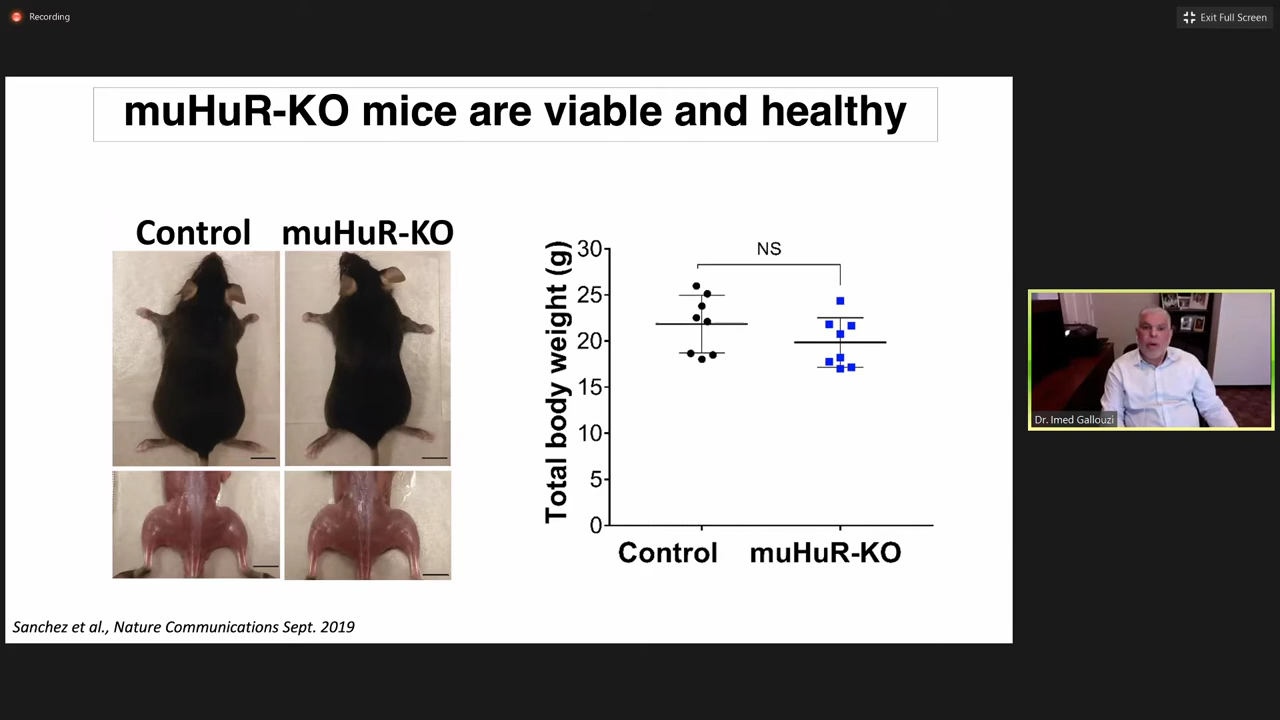 Recording
Exit Full Screen
muHuR-KO mice are viable and healthy
Control muHuR-KO
Total body weight (g)
30
25
20
15
10
5
0
NS
Control muHuR-KO
Sanchez et al., Nature Communications Sept. 2019
Dr. Imed Gallouzi